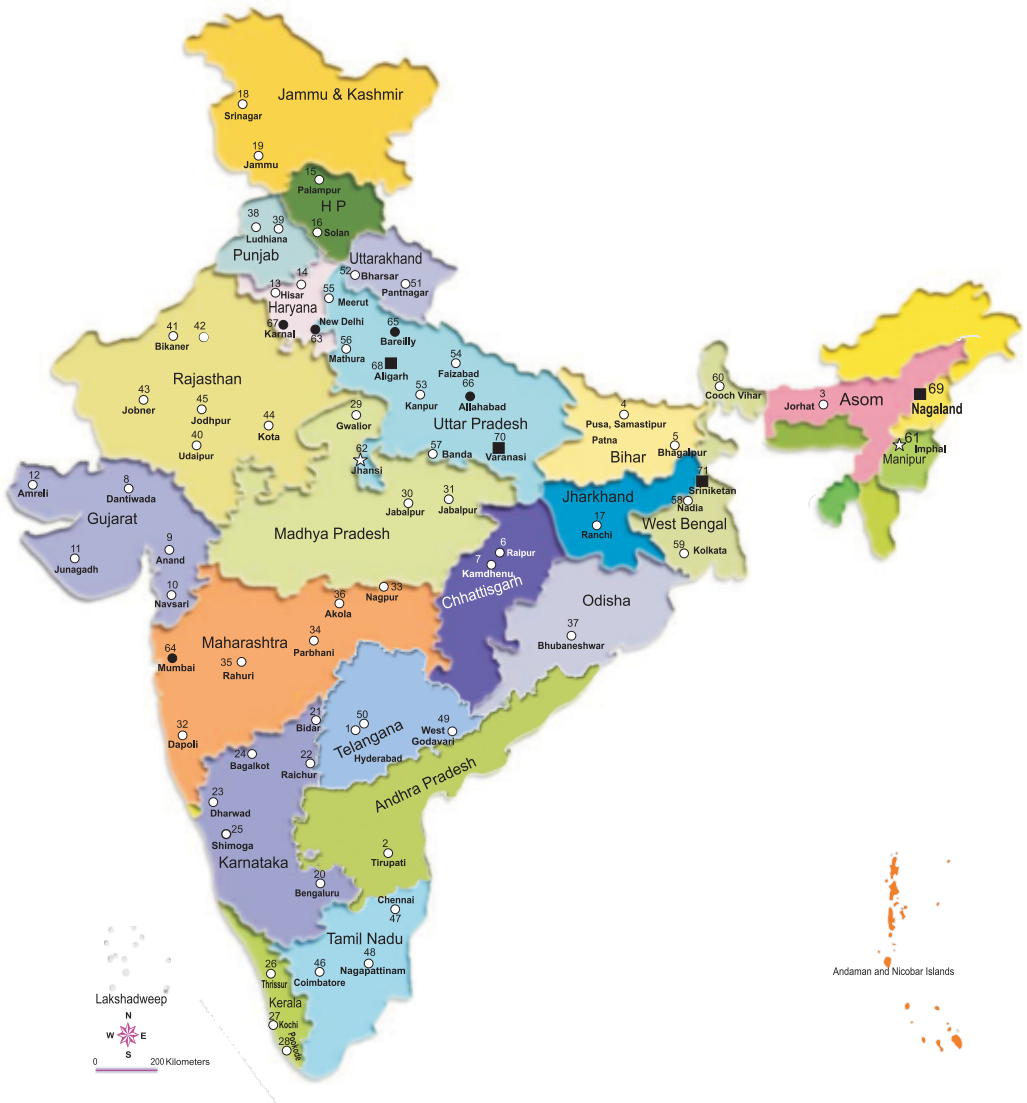 18
Jammu & Kashmir
Srinagar
19
Jammu
15
Palampur
H P
38
39
16
Ludhiana
Solan
Punjab
Uttarakhand
52
Bharsar
51
Pantnagar
14
13
Hisar
55
Meerut
Haryana
67
Karnal
New Delhi
63
65
Bareilly
41
Bikaner
42
56
Mathura
68
Aligarh
54
Faizabad
53
Kanpur
66
Allahabad
Rajasthan
43
Jobner
45
Jodhpur
44
Kota
40
Udaipur
29
Gwalior
Uttar Pradesh
62
Jhansi
57
Banda
70
Varanasi
60
Cooch Vihar
3
Jorhat
Asom
69
Nagaland
61
Imphal
Manipur
4
Pusa, Samastipur
Patna
5
Bihar
Bhagalpur
71
Sriniketan
12
Amreli
8
Dantiwada
Gujarat
11
Junagadh
9
Anand
10
Navsari
30
Jabalpur
31
Jabalpur
Madhya Pradesh
Jharkhand
17
Ranchi
58
Nadia
West Bengal
59
Kolkata
6
Raipur
7
Kamdhenu
Chhattisgarh
Odisha
37
Bhubaneshwar
33
Nagpur
36
Akola
Maharashtra
34
Parbhani
64
Mumbai
35
Rahuri
32
Dapoli
21
Bidar
50
1
Telangana
Hyderabad
49
West
Godavari
24
Bagalkot
22
Raichur
Andhra Pradesh
23
Dharwad
25
Shimoga
Karnataka
2
Tirupati
20
Bengaluru
Chennai
47
Tamil Nadu
48
Nagapattinam
46
Coimbatore
26
Thrissur
Kerala
27
Kochi
28
Pookode
Andaman and Nicobar Islands
Lakshadweep
N
W E
S
0 200 Kilometers